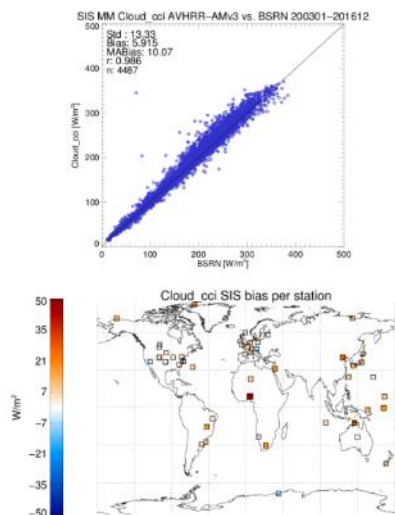 SIS MM Cloud_cci AVHRR-AMv3 vs. BSRN 200301-201612
Std : 13.33
Bias: 5.915
MABias: 10.07
r: 0.986
n: 4487
500
400
300
200
100
0
Cloud_cci [W/m²]
0 100 200 300 400 500
BSRN [W/m²]
Cloud_cci SIS bias per station
50
35
21
7
-7
-21
-35
-50
W/m²